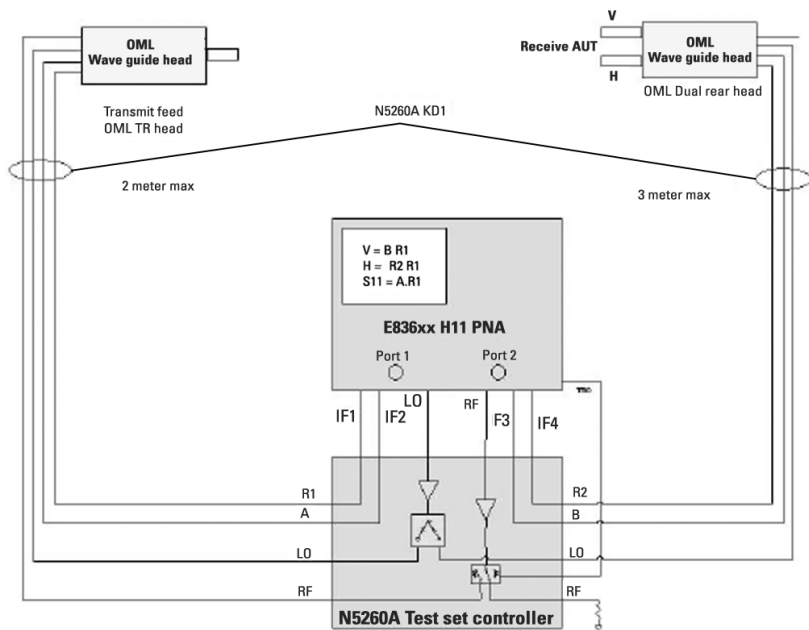 OML
Wave guide head
Transmit feed
OML TR head
2 meter max
N5260A KD1
V
Receive AUT
H
OML
Wave guide head
OML Dual rear head
3 meter max
V = B R1
H = R2 R1
S11 = A.R1
E836xx H11 PNA
Port 1
Port 2
IF1
IF2
LO
RF
F3
IF4
R1
A
LO
RF
R2
B
LO
RF
N5260A Test set controller